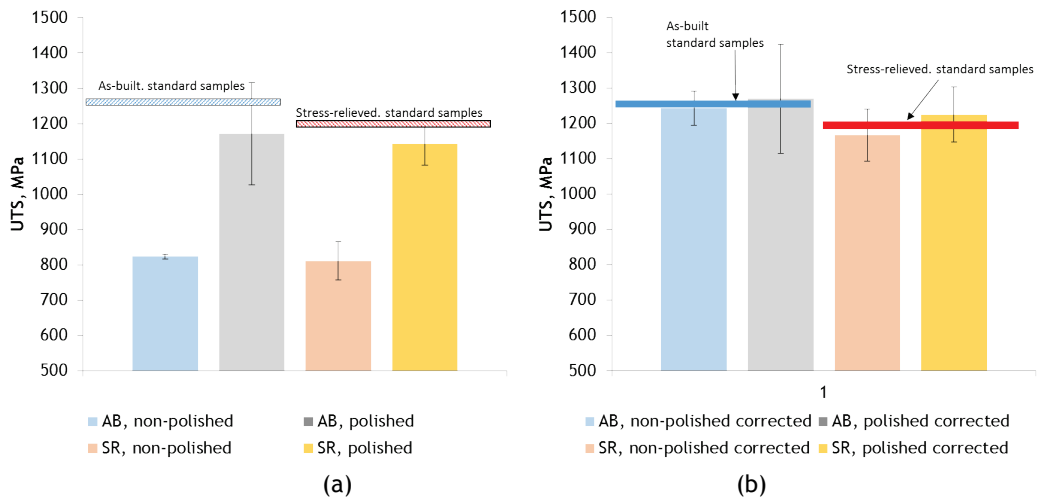 1500
1400
1300
1200
1100
1000
900
800
700
600
500
UTS, MPa
As-built. standard samples
Stress-relieved. standard samples
AB, non-polished
AB, polished
SR, non-polished
SR, polished
(a)
1500
1400
1300
1200
1100
1000
900
800
700
600
500
UTS, MPa
As-built
standard samples
Stress-relieved. standard samples
1
AB, non-polished corrected
AB, polished corrected
SR, non-polished corrected
SR, polished corrected
(b)